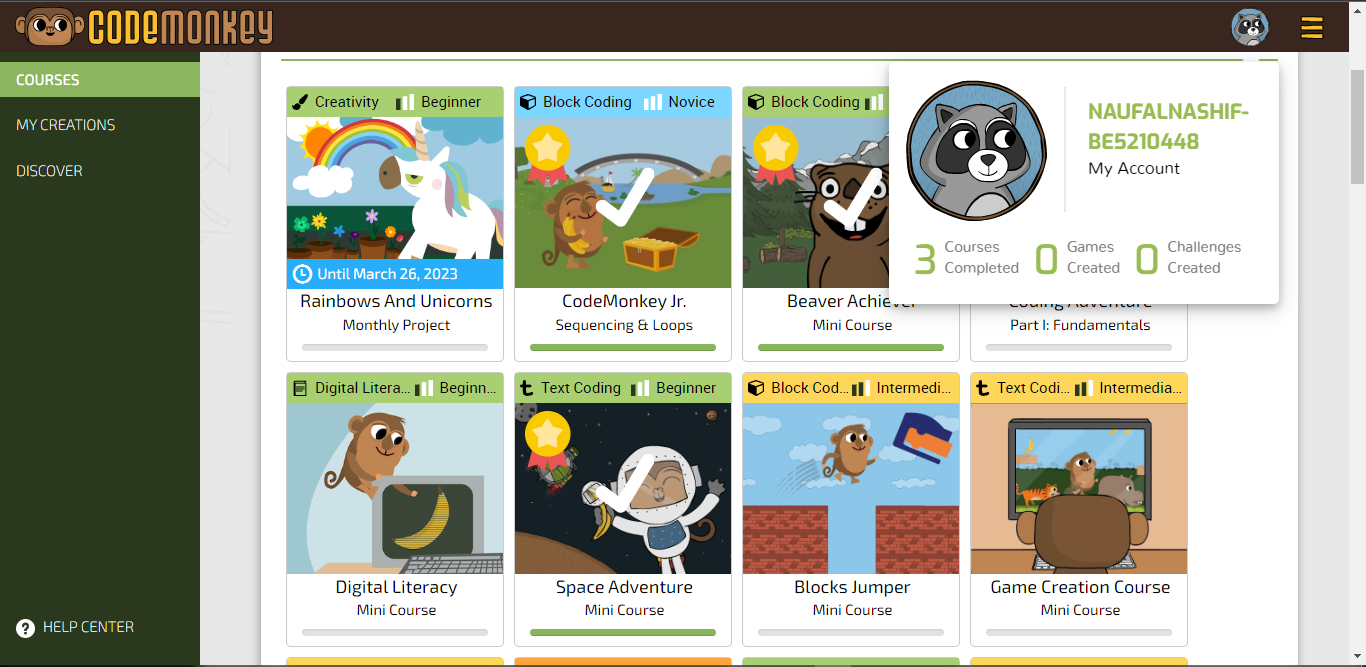 CODEMONKEY
COURSES
MY CREATIONS
DISCOVER
HELP CENTER
NAUFALNASHIF-
BE5210448
My Account
3 Courses Completed
0 Games Created
0 Challenges Created
Creativity Beginner
Until March 26, 2023
Rainbows And Unicorns
Monthly Project
Block Coding Novice
CodeMonkey Jr.
Sequencing & Loops
Block Coding
Beaver Achiever
Mini Course
Coding Adventure
Part I: Fundamentals
Digital Litera... Beginn...
Digital Literacy
Mini Course
Text Coding Beginner
Space Adventure
Mini Course
Block Cod... Intermedi...
Blocks Jumper
Mini Course
Text Codi... Intermedia...
Game Creation Course
Mini Course